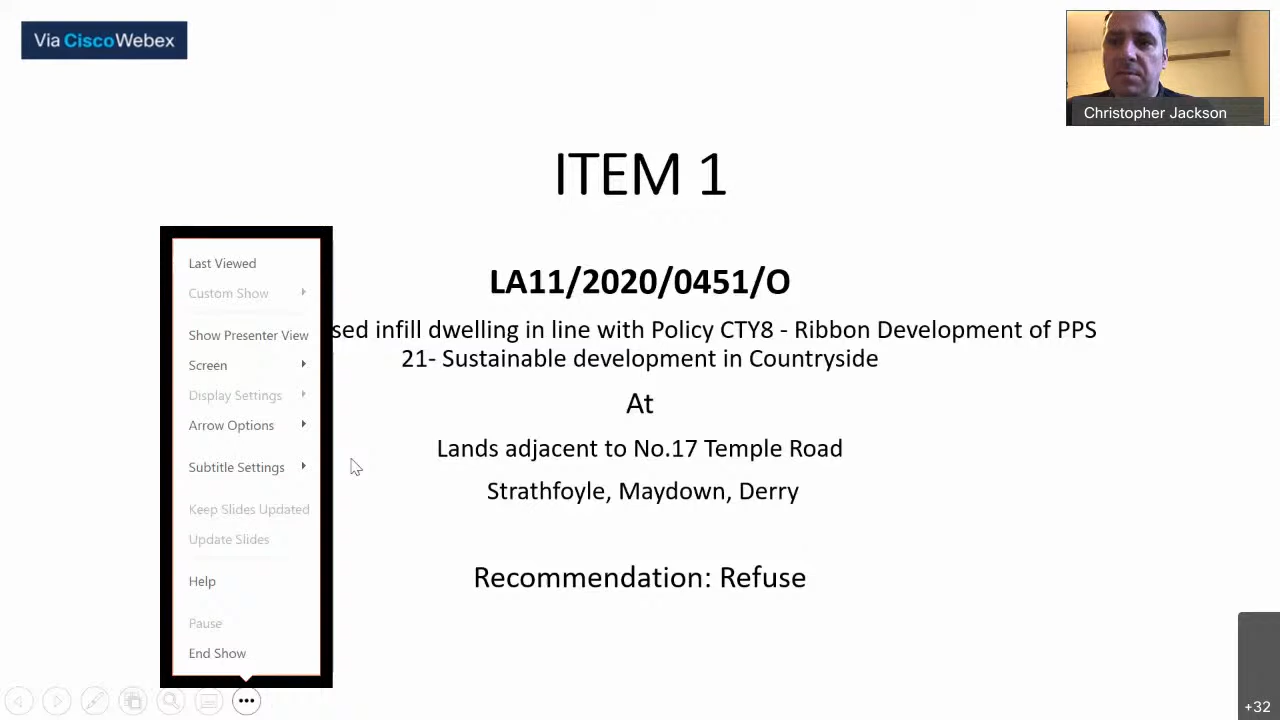 Via CiscoWebex
Christopher Jackson
ITEM 1
LA11/2020/0451/O
sed infill dwelling in line with Policy CTY8 - Ribbon Development of PPS
21- Sustainable development in Countryside
At
Lands adjacent to No.17 Temple Road
Strathfoyle, Maydown, Derry
Recommendation: Refuse
Last Viewed
Custom Show
Show Presenter View
Screen
Display Settings
Arrow Options
Subtitle Settings
Keep Slides Updated
Update Slides
Help
Pause
End Show
+32